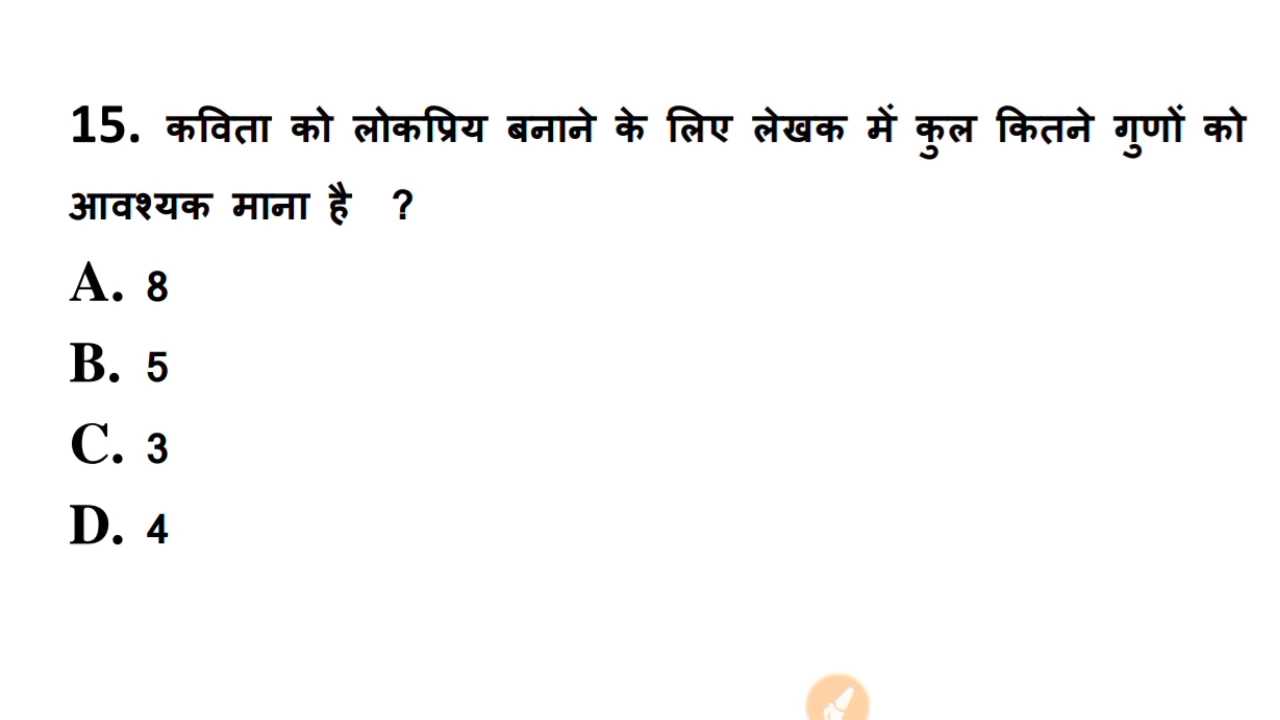 15. कविता को लोकप्रिय बनाने के लिए लेखक में कुल कितने गुणों को
आवश्यक माना है ?
A. 8
B. 5
C. 3
D. 4